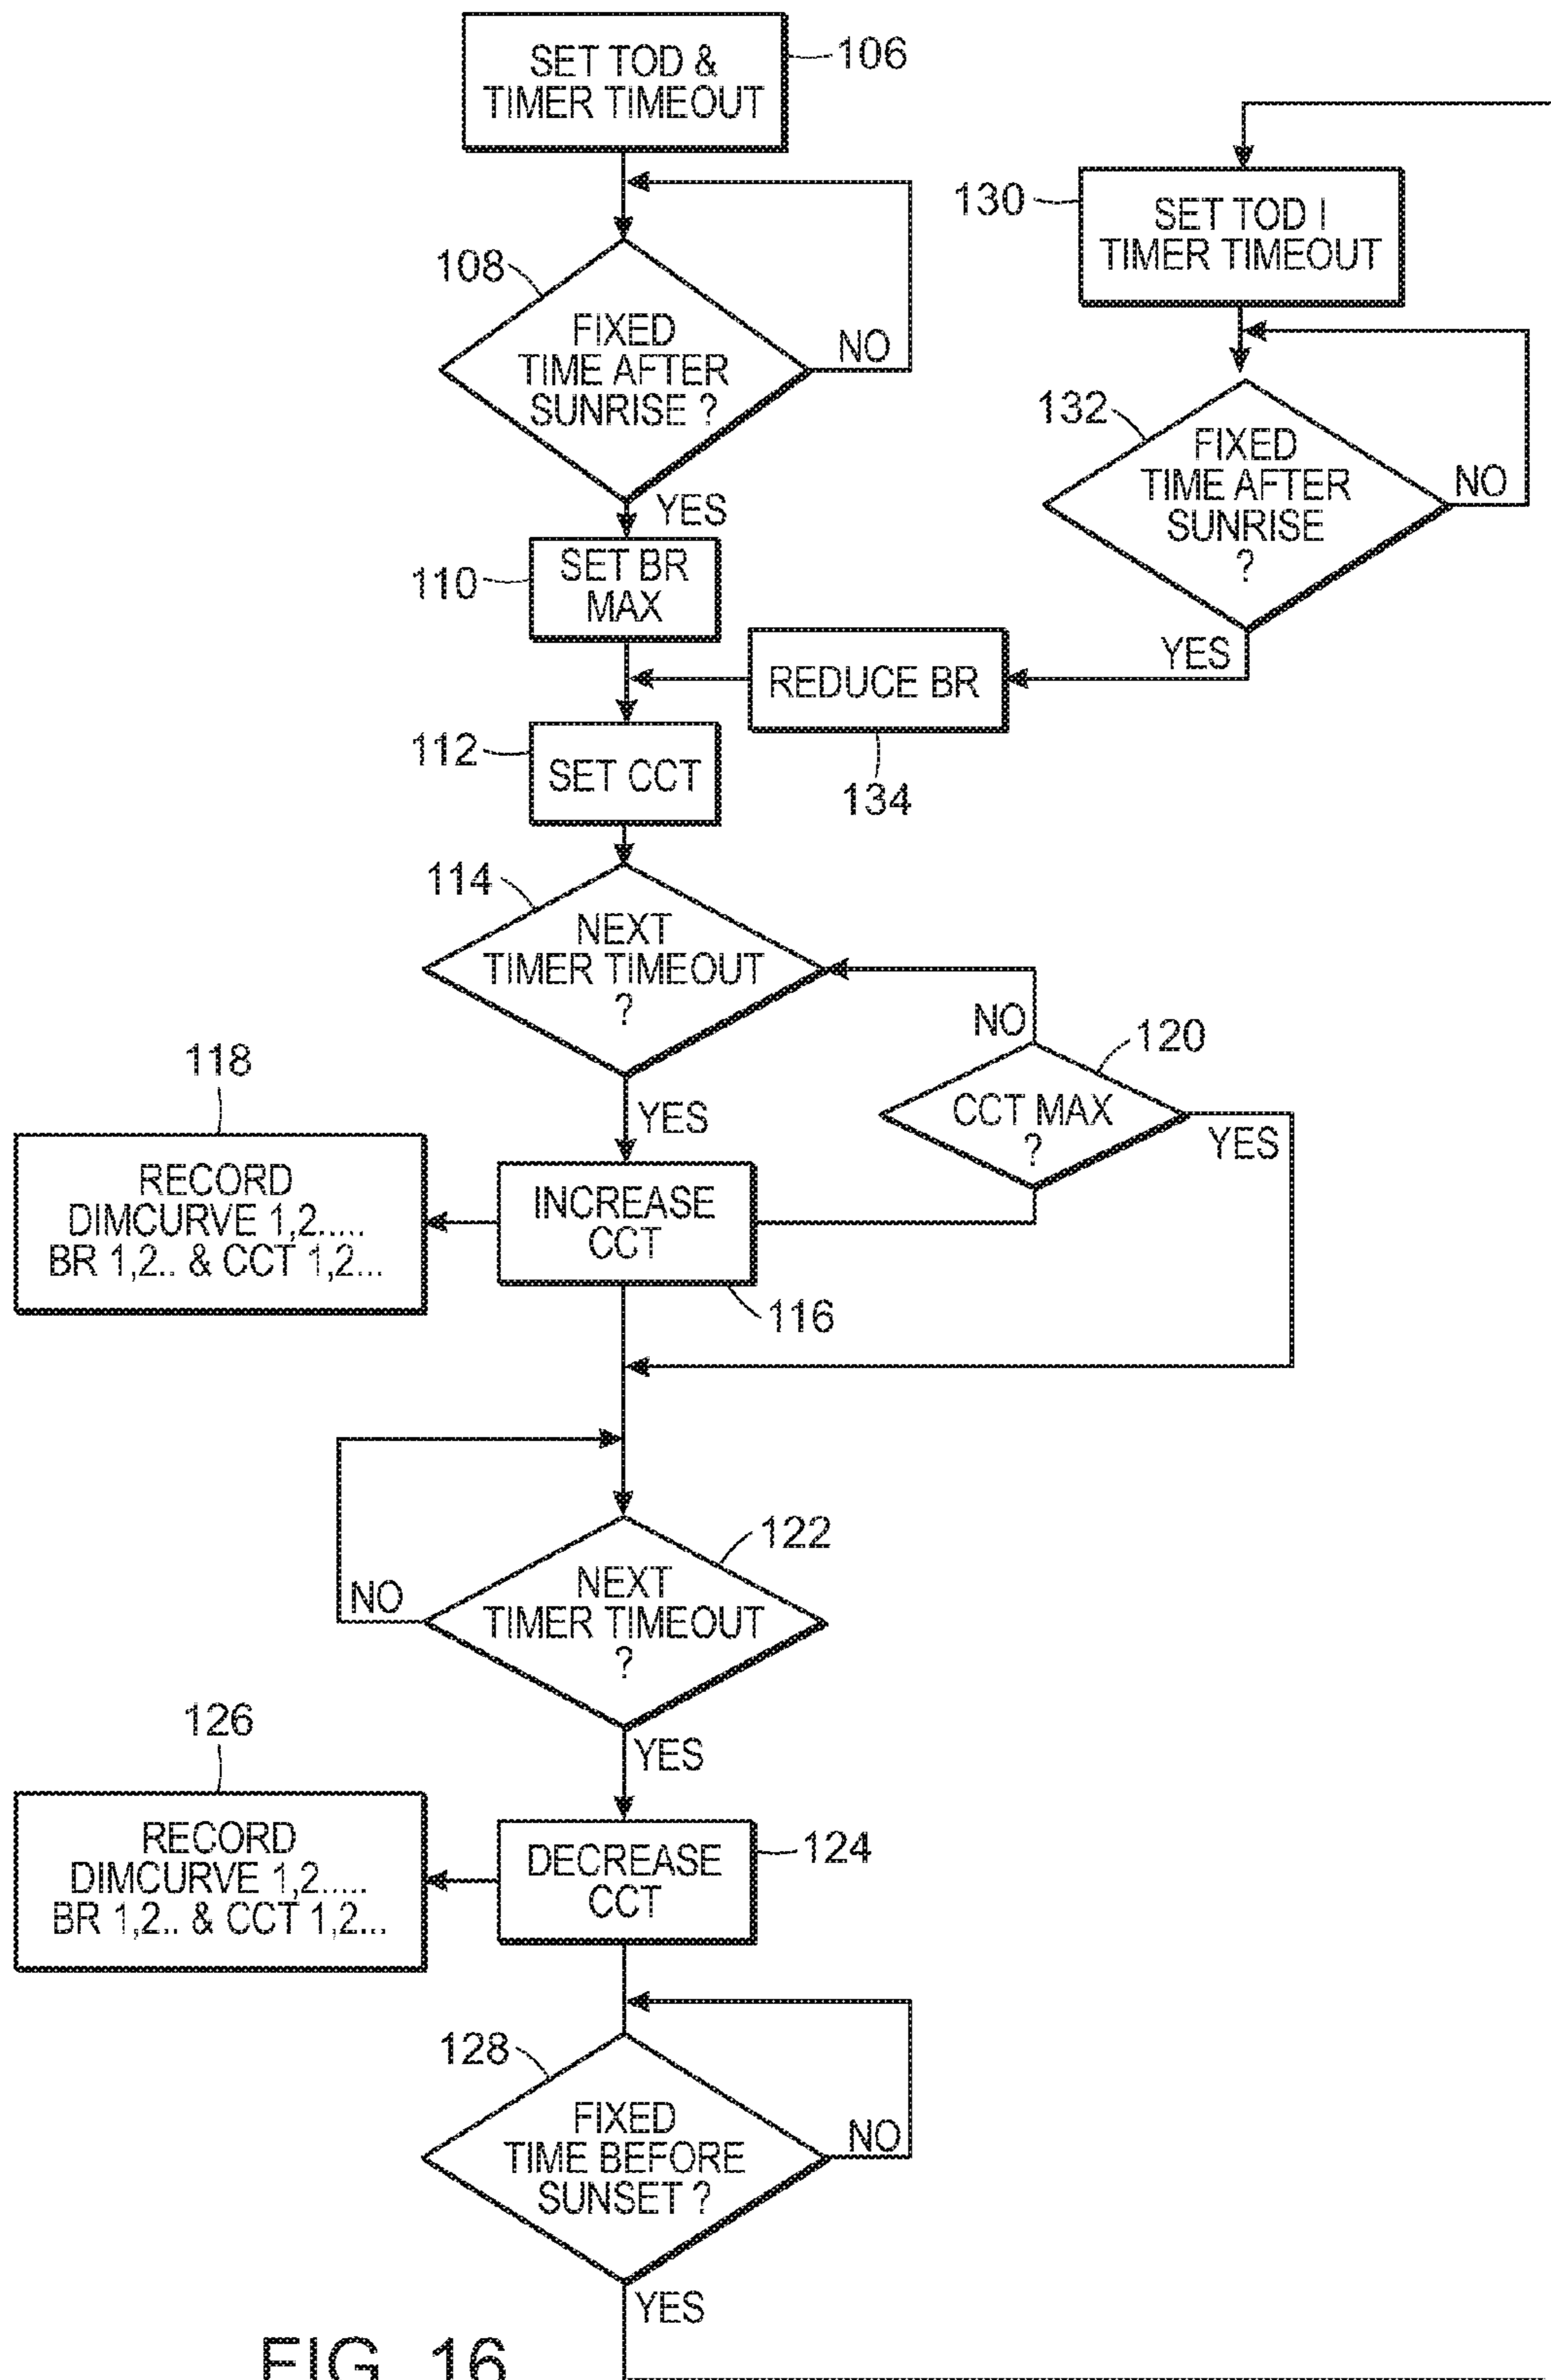 SET TOD &
TIMER TIMEOUT
106
108
FIXED
TIME AFTER
SUNRISE ?
NO
YES
110
SET BR
MAX
112
SET CCT
130
SET TOD I
TIMER TIMEOUT
132
FIXED
TIME AFTER
SUNRISE
?
NO
YES
REDUCE BR
134
114
NEXT
TIMER TIMEOUT
?
YES
NO
120
CCT MAX
?
YES
118
RECORD
DIMCURVE 1,2.....
BR 1,2.. & CCT 1,2...
INCREASE
CCT
116
122
NEXT
TIMER TIMEOUT
?
NO
YES
126
RECORD
DIMCURVE 1,2.....
BR 1,2.. & CCT 1,2...
DECREASE
CCT
124
128
FIXED
TIME BEFORE
SUNSET ?
NO
YES
FIG. 16